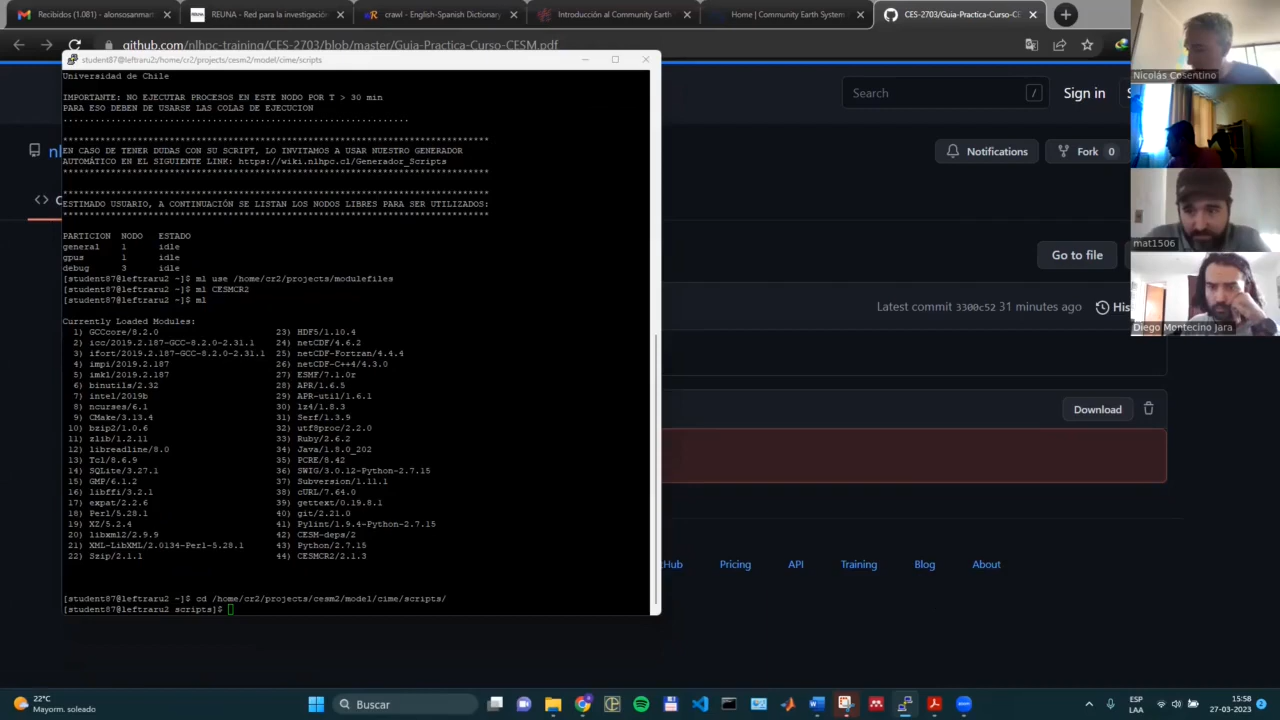 Recibidos (1.081) - alonsosanmart
REUNA - Red para la investigación
crawl - English-Spanish Dictionary
Introducción al Community Earth
Home | Community Earth System
CES-2703/Guia-Practica-Curso-CE
github.com/nlhpc-training/CES-2703/blob/master/Guia-Practica-Curso-CESM.pdf
student87@leftraru2:/home/cr2/projects/cesm2/model/cime/scripts
Universidad de Chile
IMPORTANTE: NO EJECUTAR PROCESOS EN ESTE NODO POR T > 30 min
PARA ESO DEBEN DE USARSE LAS COLAS DE EJECUCION
EN CASO DE TENER DUDAS CON SU SCRIPT, LO INVITAMOS A USAR NUESTRO GENERADOR
AUTOMÁTICO EN EL SIGUIENTE LINK: https://wiki.nlhpc.cl/Generador_Scripts
ESTIMADO USUARIO, A CONTINUACIÓN SE LISTAN LOS NODOS LIBRES PARA SER UTILIZADOS:
PARTICION NODO ESTADO
general 1 idle
gpus 1 idle
debug 3 idle
[student87@leftraru2 ~]$ ml use /home/cr2/projects/modulefiles
[student87@leftraru2 ~]$ ml CESMCR2
[student87@leftraru2 ~]$ ml
Currently Loaded Modules:
1) GCCcore/8.2.0 23) HDF5/1.10.4
2) icc/2019.2.187-GCC-8.2.0-2.31.1 24) netCDF/4.6.2
3) ifort/2019.2.187-GCC-8.2.0-2.31.1 25) netCDF-Fortran/4.4.4
4) impi/2019.2.187 26) netCDF-C++4/4.3.0
5) imkl/2019.2.187 27) ESMF/7.1.0r
6) binutils/2.32 28) APR/1.6.5
7) intel/2019b 29) APR-util/1.6.1
8) ncurses/6.1 30) lz4/1.8.3
9) CMake/3.13.4 31) Serf/1.3.9
10) bzip2/1.0.6 32) utf8proc/2.2.0
11) zlib/1.2.11 33) Ruby/2.6.2
12) libreadline/8.0 34) Java/1.8.0_202
13) Tcl/8.6.9 35) PCRE/8.42
14) SQLite/3.27.1 36) SWIG/3.0.12-Python-2.7.15
15) GMP/6.1.2 37) Subversion/1.11.1
16) libffi/3.2.1 38) cURL/7.64.0
17) expat/2.2.6 39) gettext/0.19.8.1
18) Perl/5.28.1 40) git/2.21.0
19) XZ/5.2.4 41) Pylint/1.9.4-Python-2.7.15
20) libxml2/2.9.9 42) CESM-deps/2
21) XML-LibXML/2.0134-Perl-5.28.1 43) Python/2.7.15
22) Szip/2.1.1 44) CESMCR2/2.1.3
[student87@leftraru2 ~]$ cd /home/cr2/projects/cesm2/model/cime/scripts/
[student87@leftraru2 scripts]$
nl
Search /
Sign in
Notifications
Fork 0
Go to file
Latest commit 3300c52 31 minutes ago
His
Download
Hub
Pricing
API
Training
Blog
About
Nicolás Cosentino
mat1506
Diego Montecino Jara
22°C
Mayorm. soleado
Buscar
ESP
LAA
15:58
27-03-2023